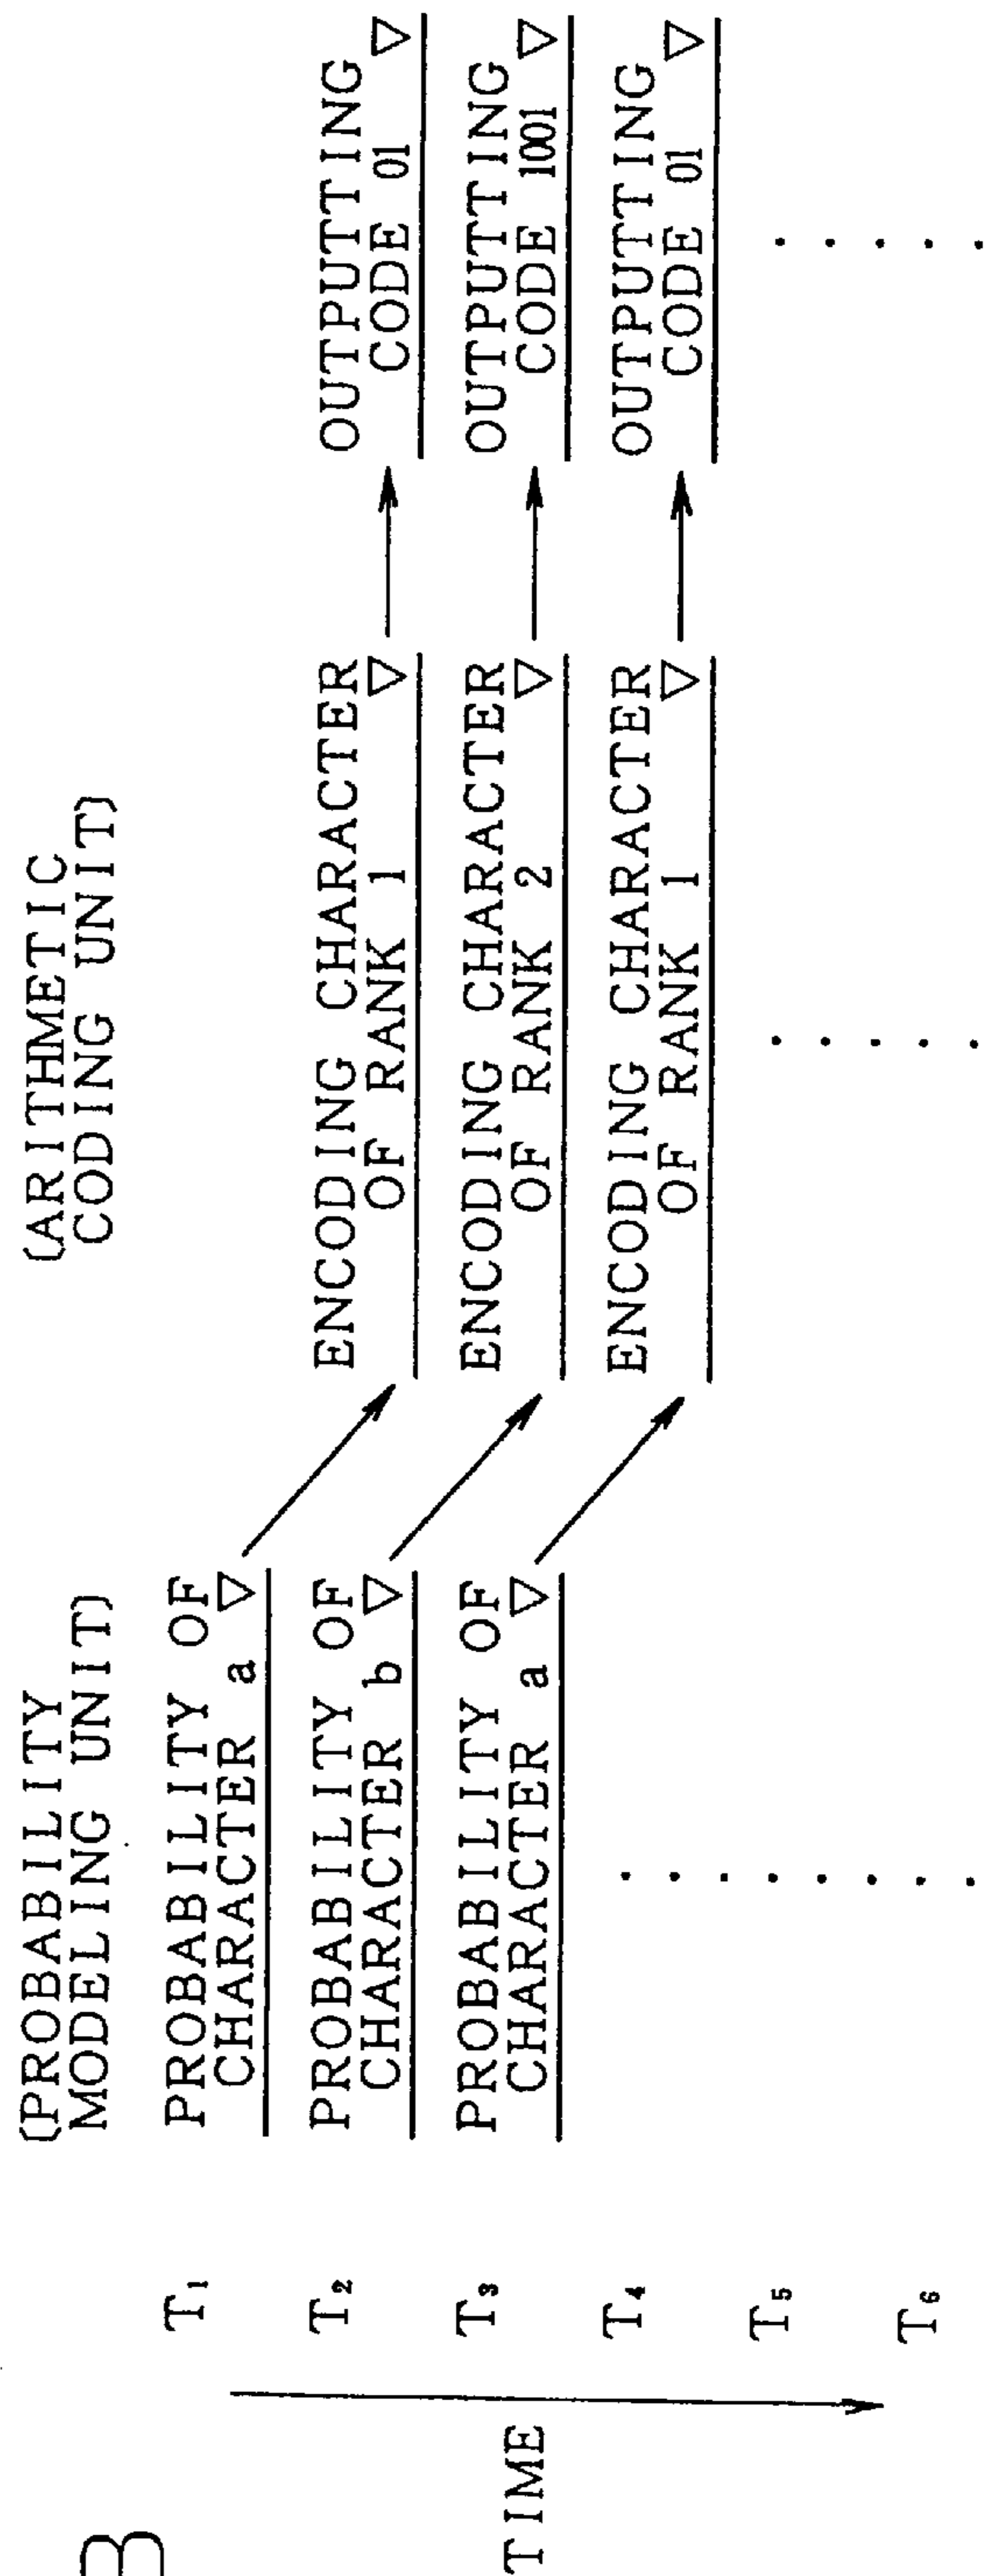 (PROBABILITY
MODELING UNIT)
(ARITHMETIC
CODING UNIT)
T1
PROBABILITY OF
CHARACTER a ▽
T2
PROBABILITY OF
CHARACTER b ▽
ENCODING CHARACTER
OF RANK 1 ▽
OUTPUTTING
CODE 01 ▽
T3
PROBABILITY OF
CHARACTER a ▽
ENCODING CHARACTER
OF RANK 2 ▽
OUTPUTTING
CODE 1001 ▽
T4
ENCODING CHARACTER
OF RANK 1 ▽
OUTPUTTING
CODE 01 ▽
T5
T6
TIME